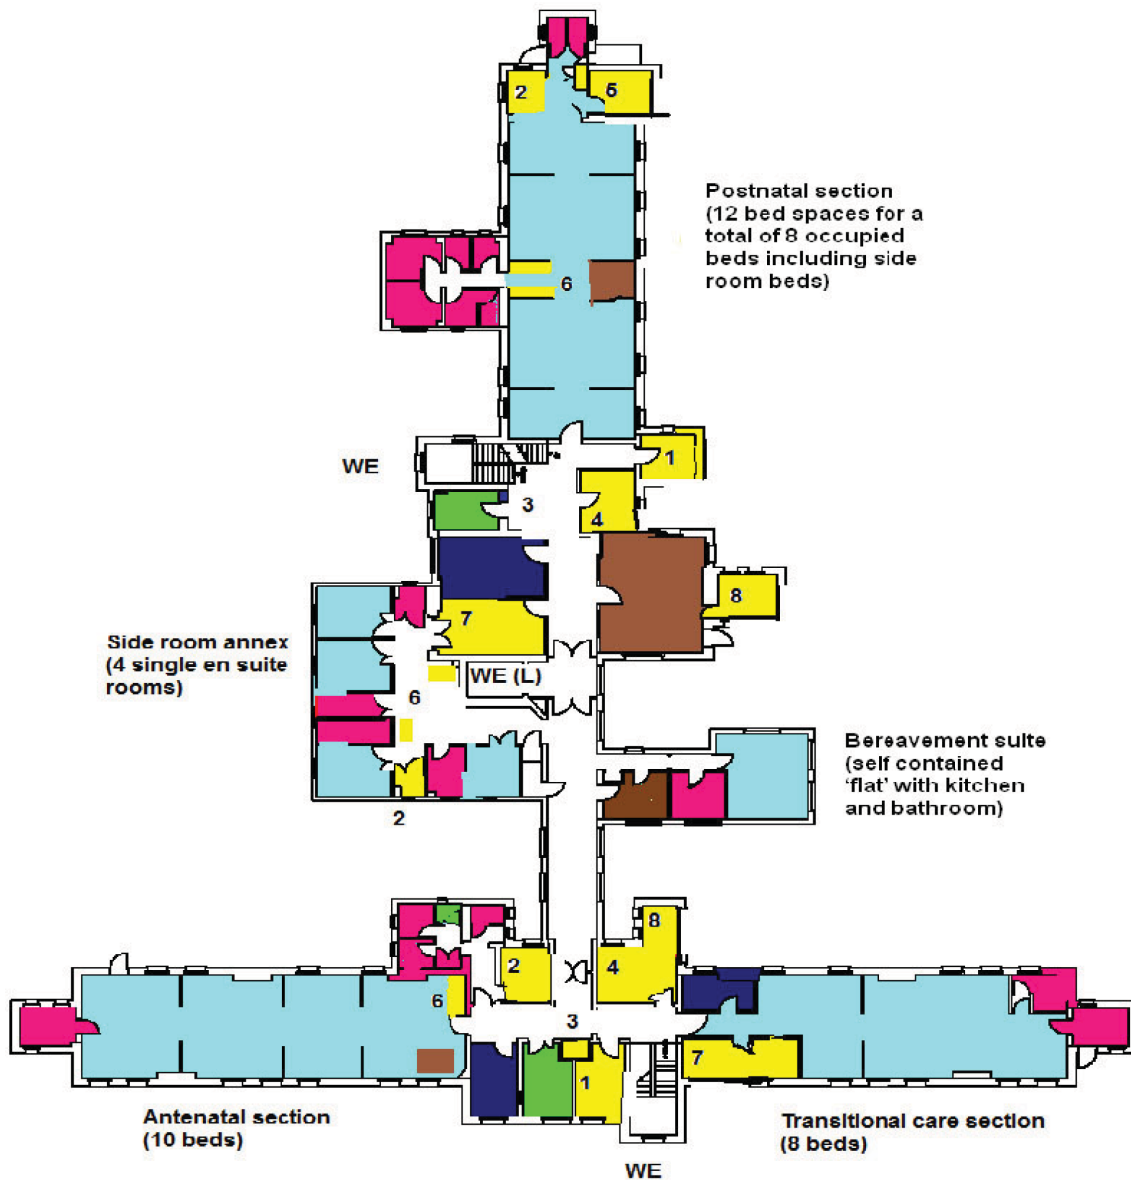 2
5
Postnatal section
(12 bed spaces for a
total of 8 occupied
beds including side
room beds)
6
WE
1
3
4
7
8
Side room annex
(4 single en suite
rooms)
WE (L)
6
Bereavement suite
(self contained
‘flat’ with kitchen
and bathroom)
2
8
2
4
6
3
7
1
Antenatal section
(10 beds)
Transitional care section
(8 beds)
WE